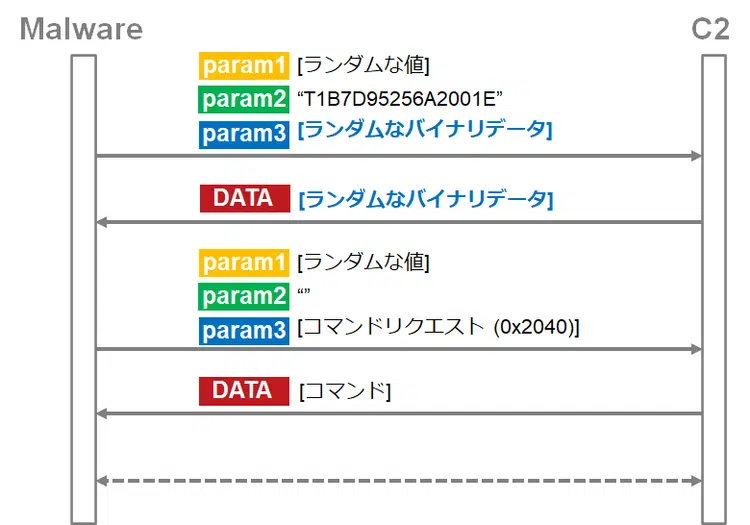 Malware C2
param1 [ランダムな値]
param2 “T1B7D95256A2001E”
param3 [ランダムなバイナリデータ]
DATA [ランダムなバイナリデータ]
param1 [ランダムな値]
param2 “”
param3 [コマンドリクエスト (0x2040)]
DATA [コマンド]